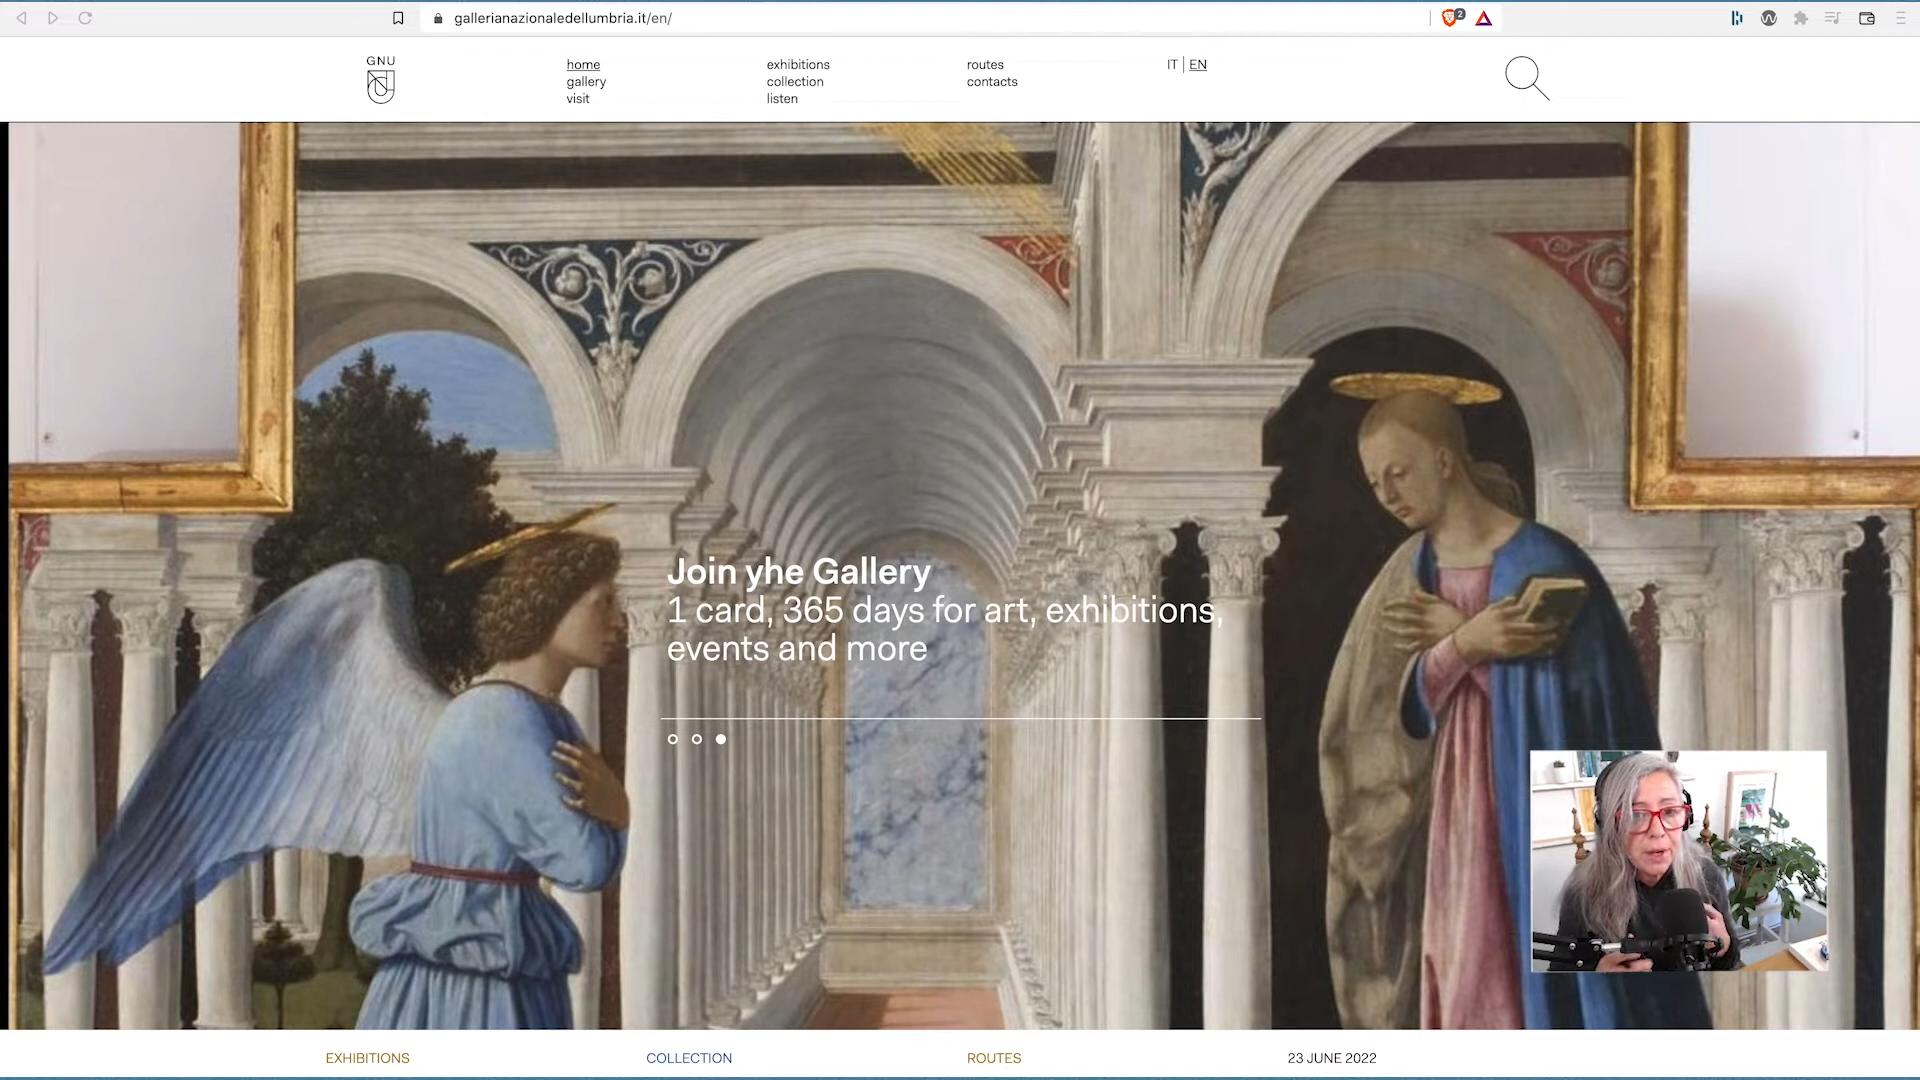 gallerianazionaledellumbria.it/en/
2
GNU
home
gallery
visit
exhibitions
collection
listen
routes
contacts
IT | EN
Join yhe Gallery
1 card, 365 days for art, exhibitions,
events and more
EXHIBITIONS
COLLECTION
ROUTES
23 JUNE 2022